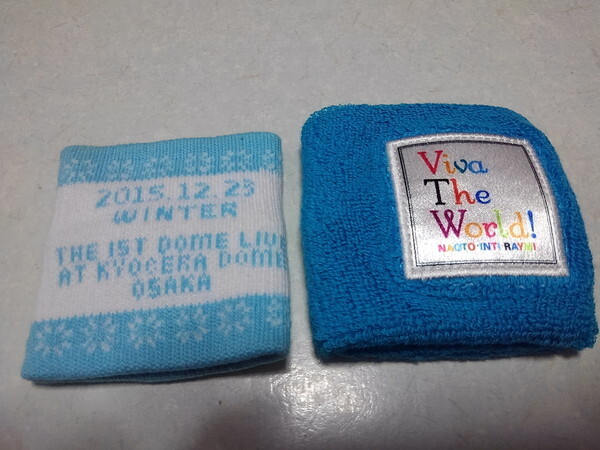 2015.12.23
WINTER
THE 1ST DOME LIVE
AT KYOCERA DOME
OSAKA
Viva
The
World!
NAOTO·INTI·RAYMI